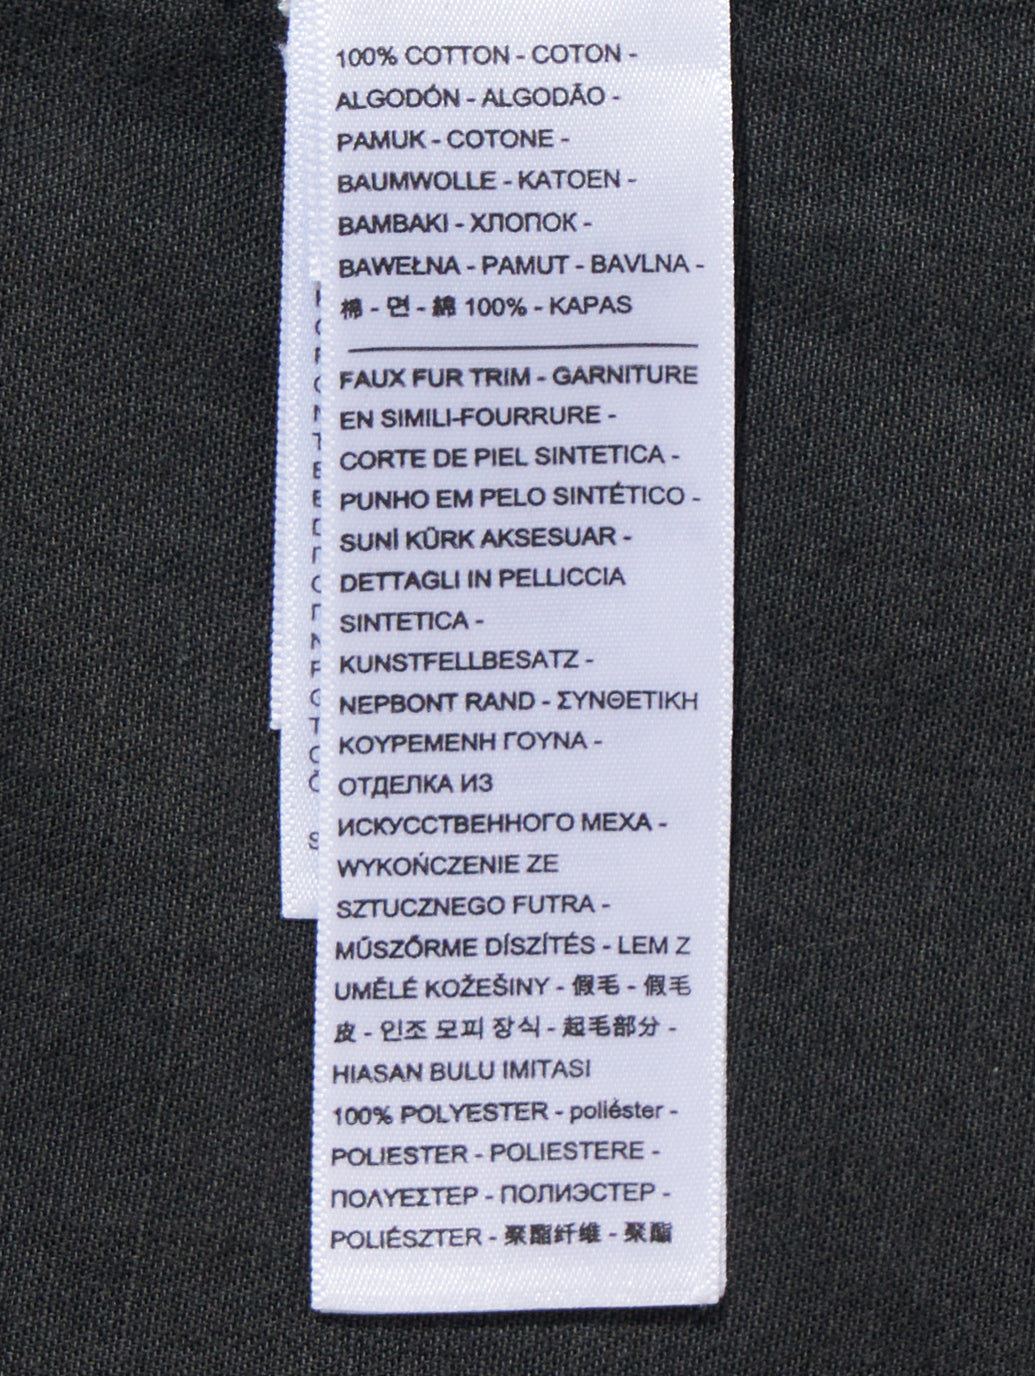 100% COTTON - COTON -
ALGODÓN - ALGODÃO -
PAMUK - COTONE -
BAUMWOLLE - KATOEN -
BAMBAKI - ХЛОПОК -
BAWEŁNA - PAMUT - BAVLNA -
棉 - 면 - 綿 100% - KAPAS
FAUX FUR TRIM - GARNITURE
EN SIMILI-FOURRURE -
CORTE DE PIEL SINTETICA -
PUNHO EM PELO SINTÉTICO -
SUNİ KÜRK AKSESUAR -
DETTAGLI IN PELLICCIA
SINTETICA -
KUNSTFELLBESATZ -
NEPBONT RAND - ΣΥΝΘΕΤΙΚΗ
ΚΟΥΡΕΜΕΝΗ ΓΟΥΝΑ -
ОТДЕЛКА ИЗ
ИСКУССТВЕННОГО МЕХА -
WYKOŃCZENIE ZE
SZTUCZNEGO FUTRA -
MŰSZŐRME DÍSZÍTÉS - LEM Z
UMĚLÉ KOŽEŠINY - 假毛 - 假毛
皮 - 인조 모피 장식 - 起毛部分 -
HIASAN BULU IMITASI
100% POLYESTER - poliéster -
POLIESTER - POLIESTERE -
ΠΟΛΥΕΣΤΕΡ - ПОЛИЭСТЕР -
POLIÉSZTER - 聚酯纤维 - 聚酯